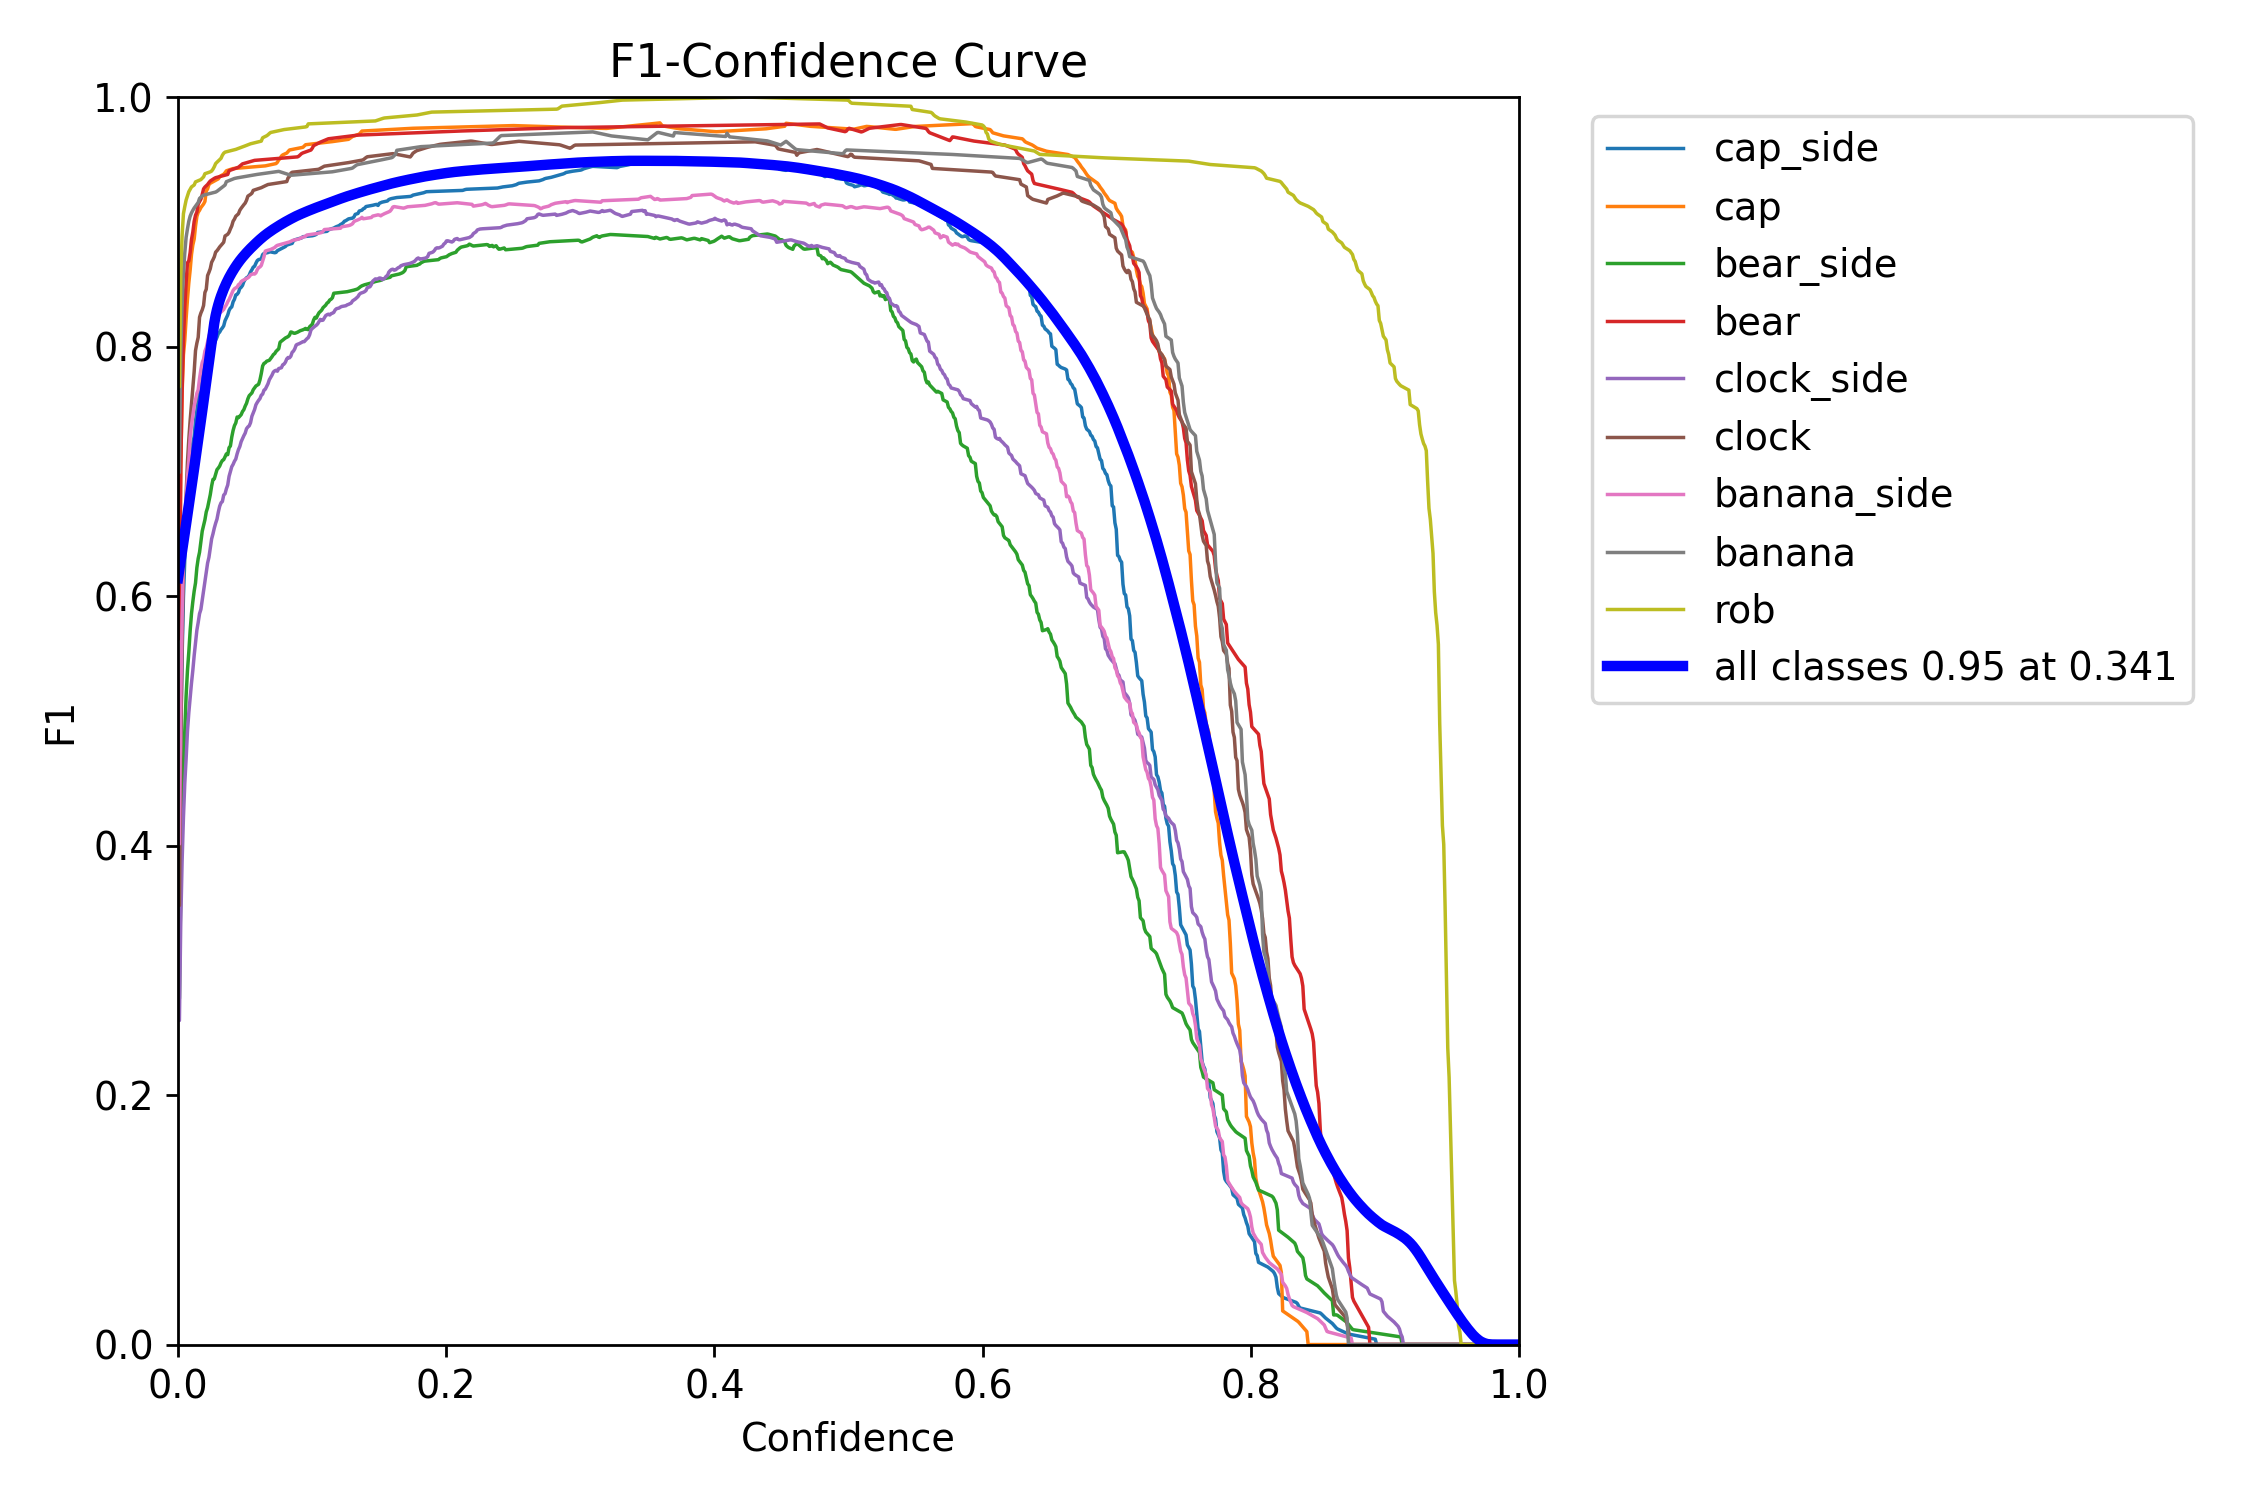 F1-Confidence Curve
1.0
0.8
0.6
0.4
0.2
0.0
F1
0.0 0.2 0.4 0.6 0.8 1.0
Confidence
cap_side
cap
bear_side
bear
clock_side
clock
banana_side
banana
rob
all classes 0.95 at 0.341